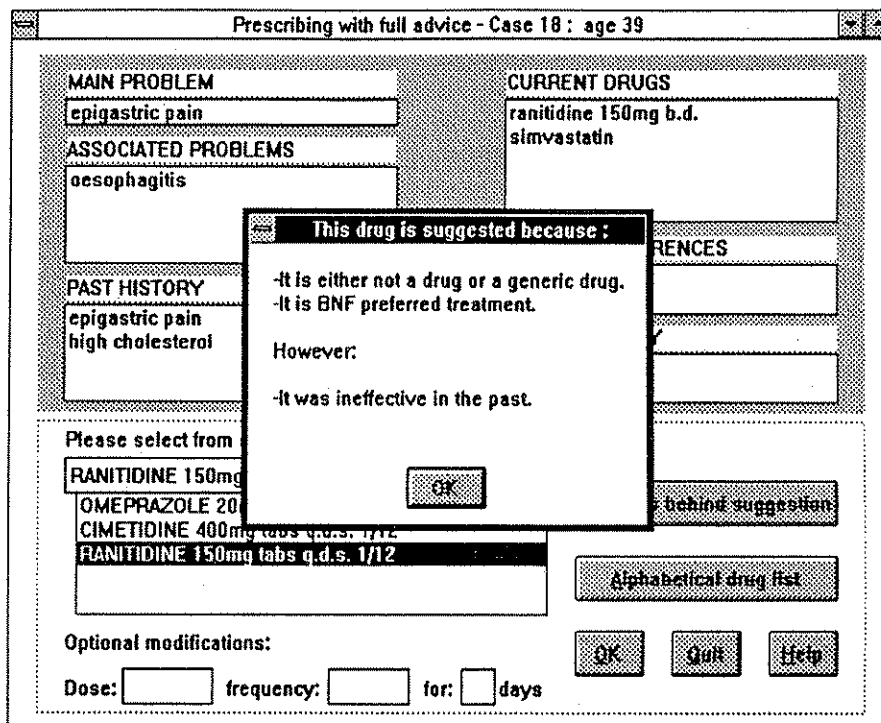 Prescribing with full advice - Case 18 : age 39
MAIN PROBLEM
epigastric pain
ASSOCIATED PROBLEMS
oesophagitis
PAST HISTORY
epigastric pain
high cholesterol
CURRENT DRUGS
ranitidine 150mg b.d.
simvastatin
RENCES
This drug is suggested because :
-It is either not a drug or a generic drug.
-It is BNF preferred treatment.
However:
-It was ineffective in the past.
OK
Please select from
RANITIDINE 150mg
OMEPRAZOLE 20
CIMETIDINE 400mg tabs q.d.s. 1/12
RANITIDINE 150mg tabs q.d.s. 1/12
behind suggestion
Alphabetical drug list
Optional modifications:
OK Quit Help
Dose: frequency: for: days